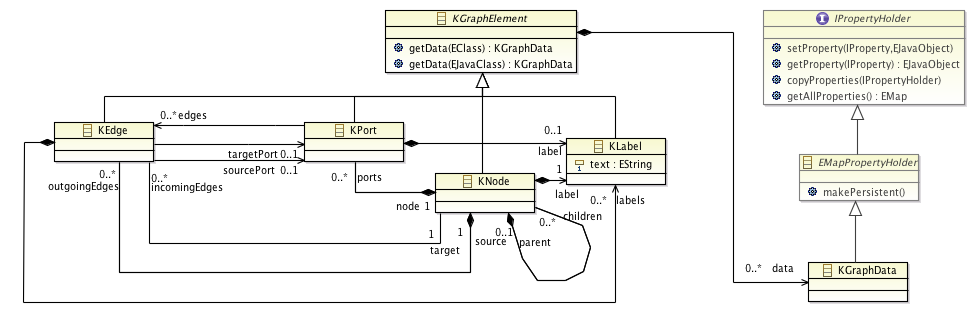 KGraphElement
getData(EClass) : KGraphData
getData(EJavaClass) : KGraphData
IPropertyHolder
setProperty(IProperty,EJavaObject)
getProperty(IProperty) : EJavaObject
copyProperties(IPropertyHolder)
getAllProperties() : EMap
KEdge
0..* edges
KPort
targetPort 0..1
sourcePort 0..1
0..1
label
KLabel
text : EString
EMapPropertyHolder
makePersistent()
0..*
outgoingEdges
0..*
incomingEdges
0..* ports
KNode
node 1
1
label
0..* labels
0..* children
1
target
1
source
0..1
parent
0..* data
KGraphData